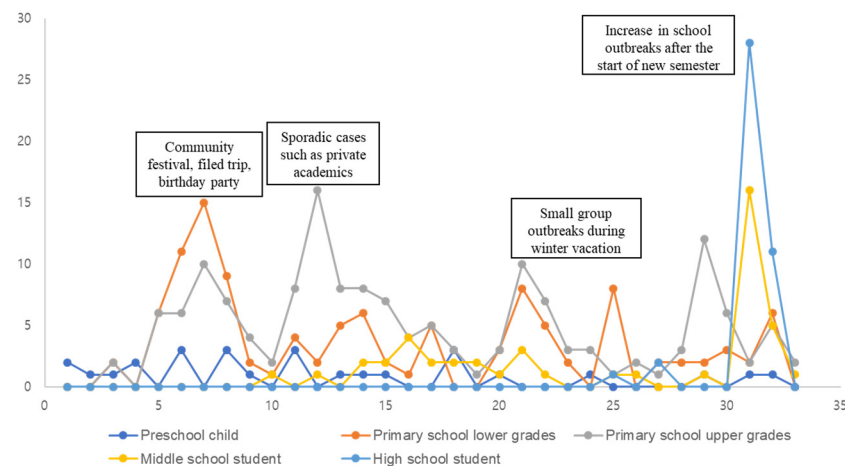 30
25
20
15
10
5
0
Increase in school
outbreaks after the
start of new semester
Community
festival, filed trip,
birthday party
Sporadic cases
such as private
academics
Small group
outbreaks during
winter vacation
0 5 10 15 20 25 30 35
Preschool child Primary school lower grades Primary school upper grades
Middle school student High school student